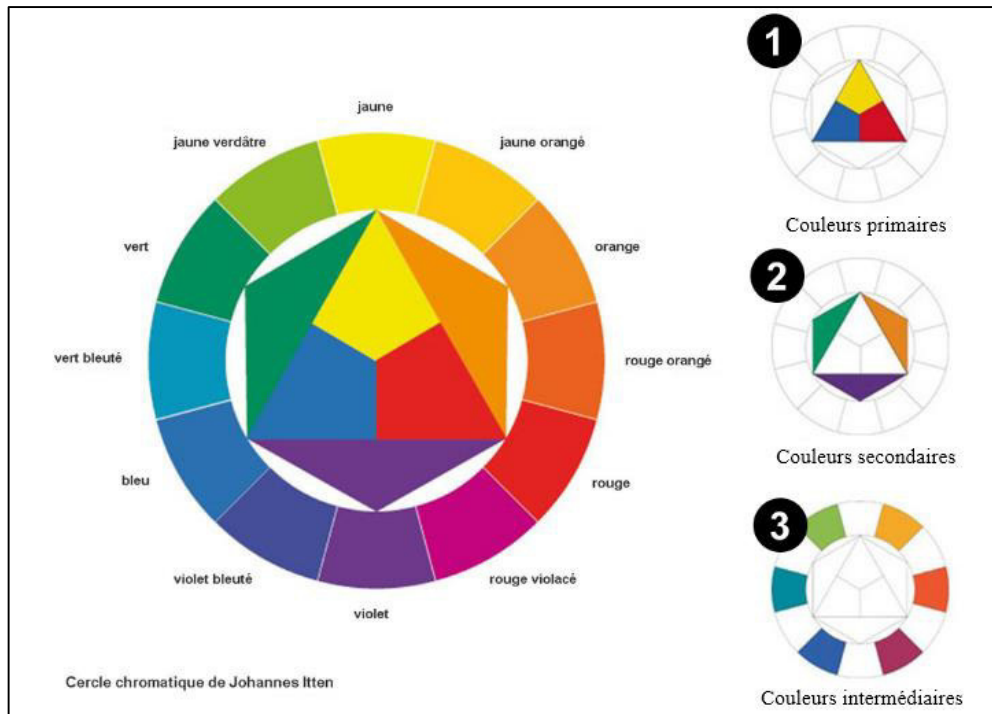 jaune
jaune verdâtre
jaune orangé
vert
orange
vert bleuté
rouge orangé
bleu
rouge
violet bleuté
rouge violacé
violet
Cercle chromatique de Johannes Itten
1
Couleurs primaires
2
Couleurs secondaires
3
Couleurs intermédiaires